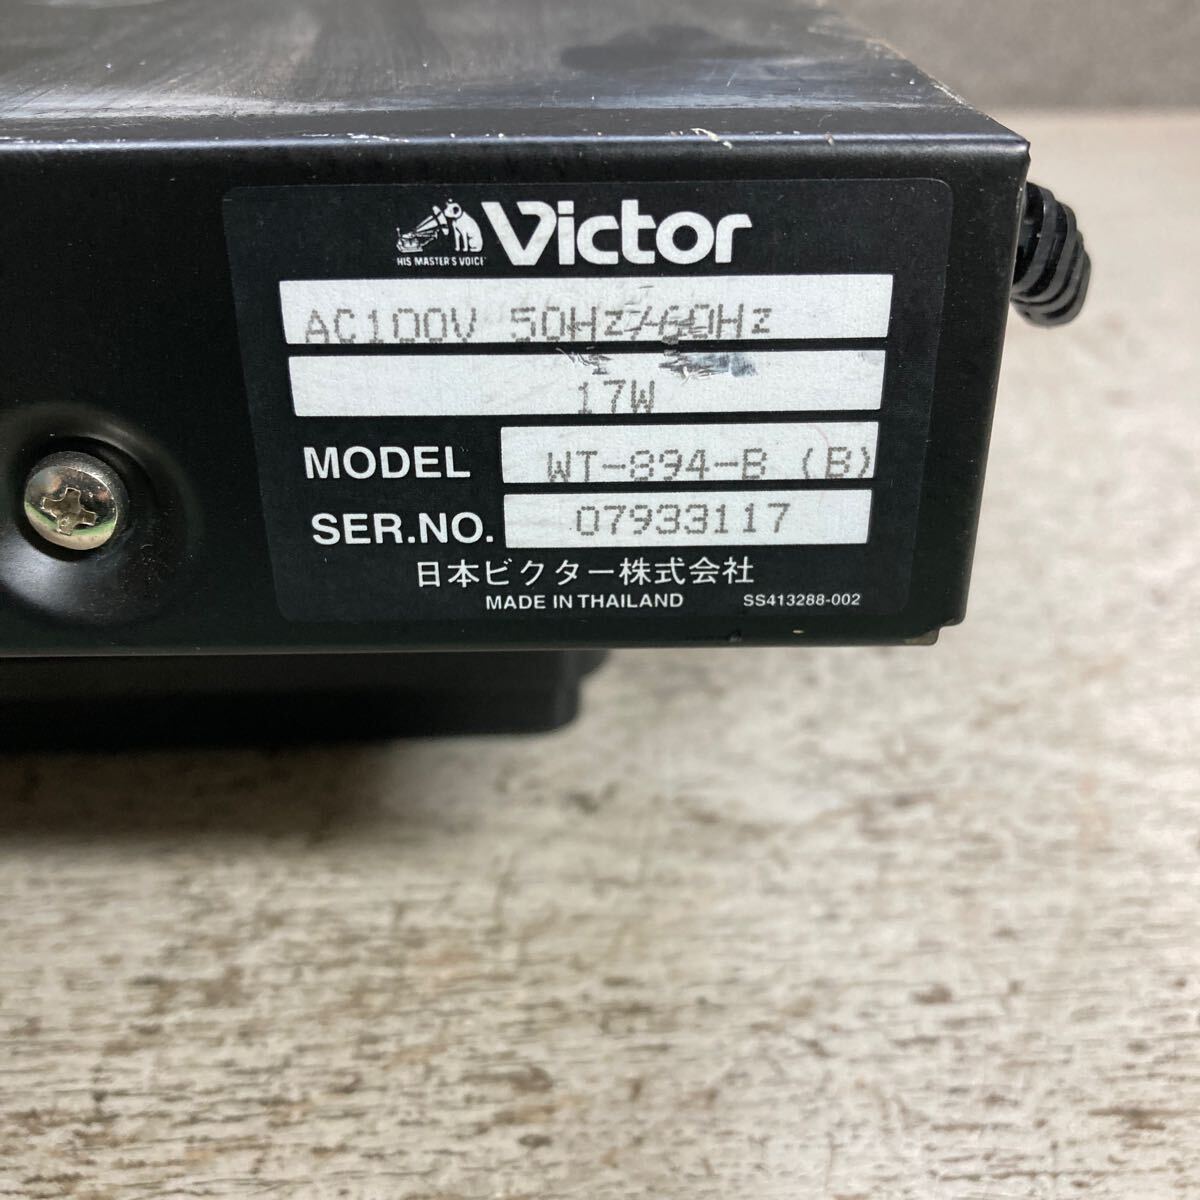 HIS MASTER'S VOICE
Victor
AC100V 50Hz/60Hz
17W
MODEL WT-894-B (B)
SER.NO. 07933117
日本ビクター株式会社
MADE IN THAILAND SS413288-002